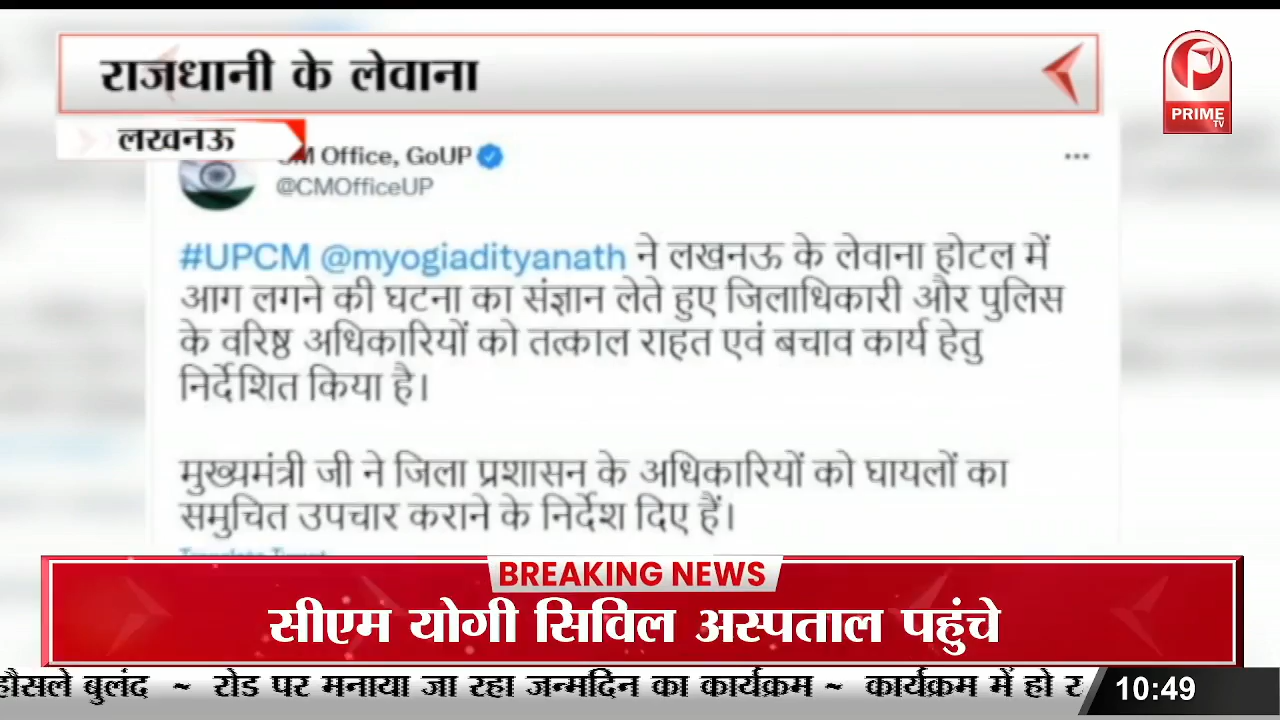 राजधानी के लेवाना
PRIME
TV
लखनऊ
Office, GoUP
@CMOfficeUP
#UPCM @myogiadityanath ने लखनऊ के लेवाना होटल में
आग लगने की घटना का संज्ञान लेते हुए जिलाधिकारी और पुलिस
के वरिष्ठ अधिकारियों को तत्काल राहत एवं बचाव कार्य हेतु
निर्देशित किया है।
मुख्यमंत्री जी ने जिला प्रशासन के अधिकारियों को घायलों का
समुचित उपचार कराने के निर्देश दिए हैं।
BREAKING NEWS
सीएम योगी सिविल अस्पताल पहुंचे
हौसले बुलंद ~ रोड पर मनाया जा रहा जन्मदिन का कार्यक्रम ~ कार्यक्रम में हो
10:49